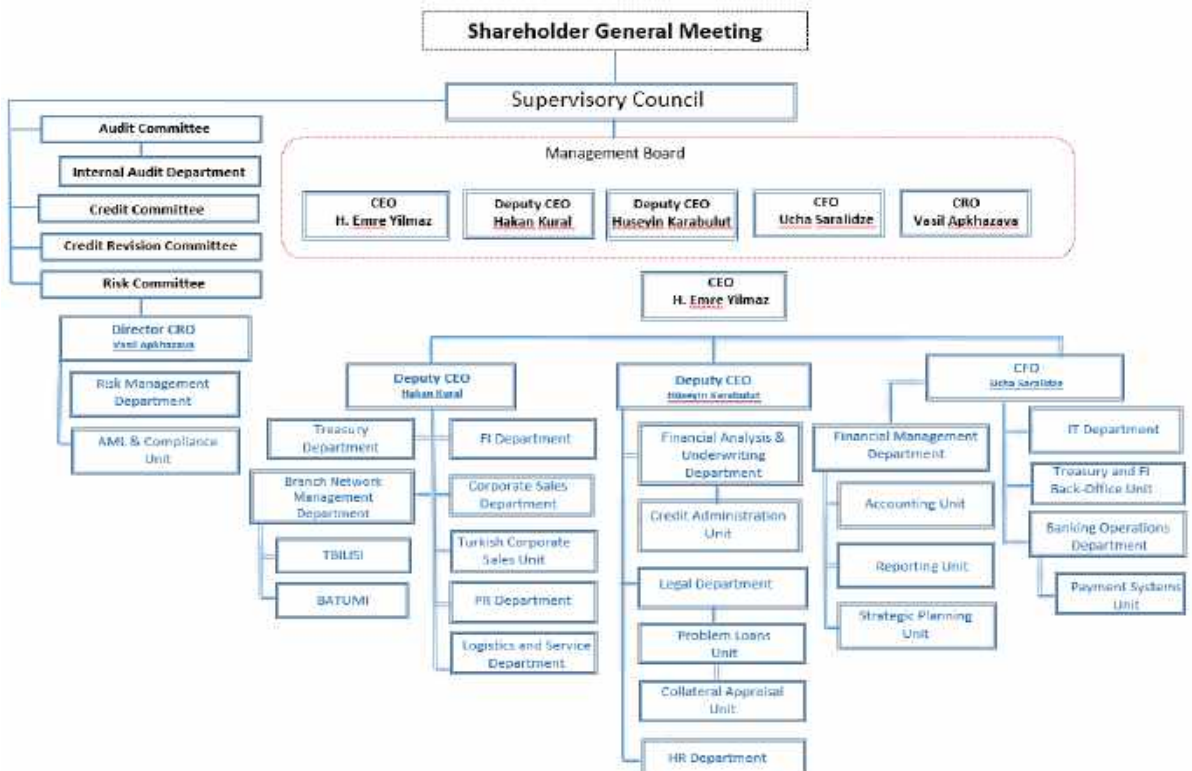 Shareholder General Meeting
Supervisory Council
Audit Committee
Internal Audit Department
Credit Committee
Credit Revision Committee
Risk Committee
Director CRO
Vasil Apkhazava
Risk Management
Department
AML & Compliance
Unit
Management Board
CEO
H. Emre Yilmaz
Deputy CEO
Hakan Kural
Deputy CEO
Huseyin Karabulut
CFO
Ucha Saralidze
CRO
Vasil Apkhazava
CEO
H. Emre Yilmaz
Deputy CEO
Hakan Kural
Treasury
Department
Branch Network
Management
Department
TBILISI
BATUMI
FI Department
Corporate Sales
Department
Turkish Corporate
Sales Unit
PR Department
Logistics and Service
Department
Deputy CEO
Huseyin Karabulut
Financial Analysis &
Underwriting
Department
Credit Administration
Unit
Legal Department
Problem Loans
Unit
Collateral Appraisal
Unit
HR Department
CFO
Ucha Saralidze
Financial Management
Department
Accounting Unit
Reporting Unit
Strategic Planning
Unit
IT Department
Treasury and FI
Back-Office Unit
Banking Operations
Department
Payment Systems
Unit